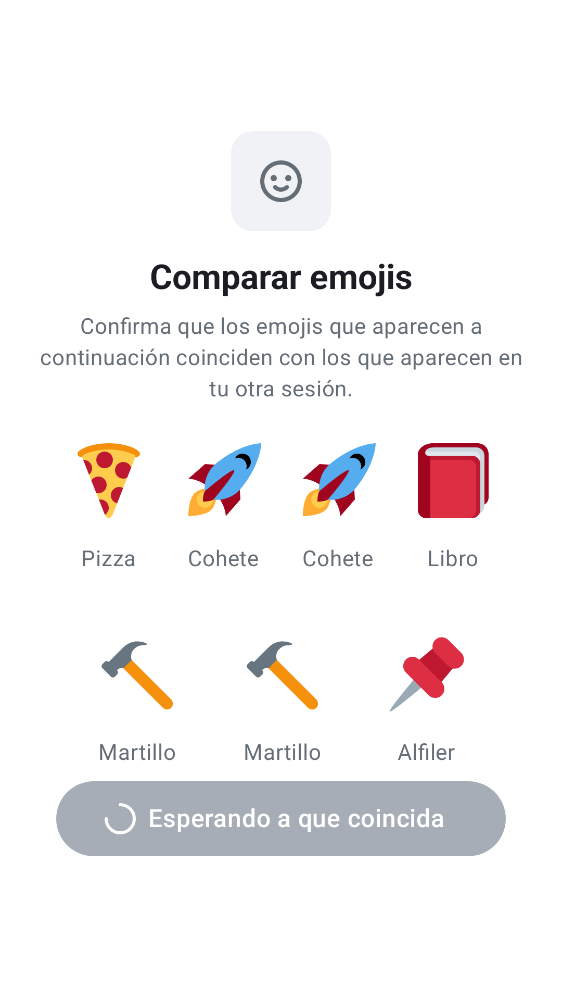 Comparar emojis
Confirma que los emojis que aparecen a
continuación coinciden con los que aparecen en
tu otra sesión.
Pizza
Cohete
Cohete
Libro
Martillo
Martillo
Alfiler
Esperando a que coincida